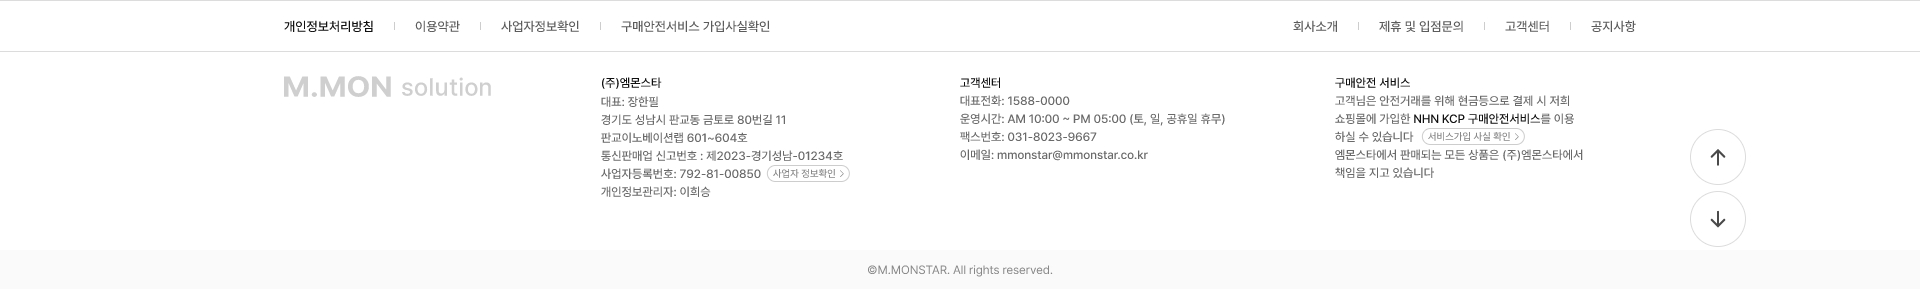 개인정보처리방침 이용약관 사업자정보확인 구매안전서비스 가입사실확인 회사소개 제휴 및 입점문의 고객센터 공지사항
M.MON solution
(주)엠몬스타
대표: 장한필
경기도 성남시 판교동 금토로 80번길 11
판교이노베이션랩 601~604호
통신판매업 신고번호 : 제2023-경기성남-01234호
사업자등록번호: 792-81-00850 사업자 정보확인 >
개인정보관리자: 이희승
고객센터
대표전화: 1588-0000
운영시간: AM 10:00 ~ PM 05:00 (토, 일, 공휴일 휴무)
팩스번호: 031-8023-9667
이메일: mmonstar@mmonstar.co.kr
구매안전 서비스
고객님은 안전거래를 위해 현금등으로 결제 시 저희
쇼핑몰에 가입한 NHN KCP 구매안전서비스를 이용
하실 수 있습니다 서비스가입 사실 확인 >
엠몬스타에서 판매되는 모든 상품은 (주)엠몬스타에서
책임을 지고 있습니다
©M.MONSTAR. All rights reserved.